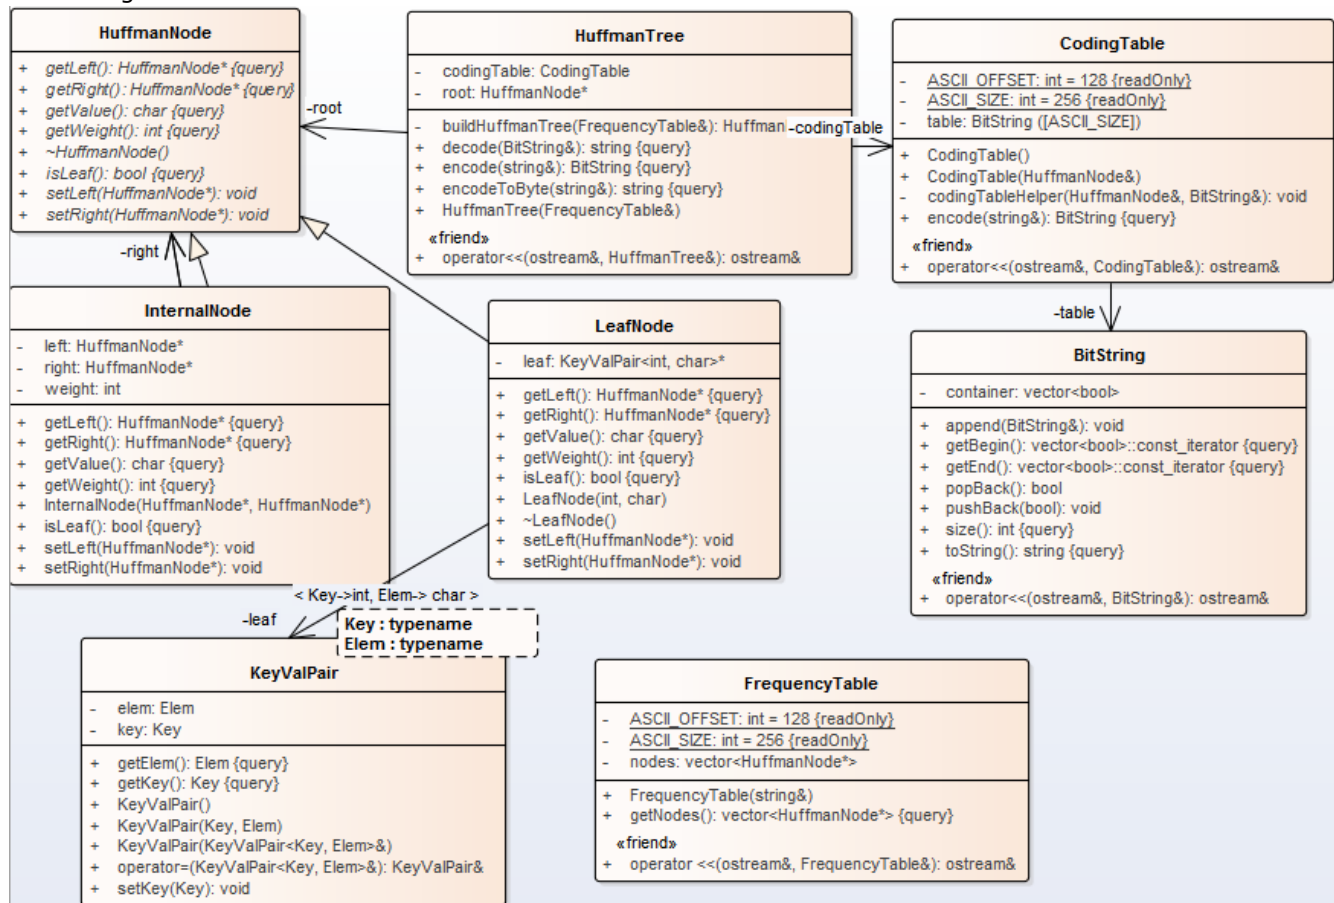 HuffmanNode
+ getLeft(): HuffmanNode* {query}
+ getRight(): HuffmanNode* {query}
+ getValue(): char {query}
+ getWeight(): int {query}
+ ~HuffmanNode()
+ isLeaf(): bool {query}
+ setLeft(HuffmanNode*): void
+ setRight(HuffmanNode*): void
-root
HuffmanTree
- codingTable: CodingTable
- root: HuffmanNode*
- buildHuffmanTree(FrequencyTable&): Huffman
+ decode(BitString&): string {query}
+ encode(string&): BitString {query}
+ encodeToByte(string&): string {query}
+ HuffmanTree(FrequencyTable&)
«friend»
+ operator<<(ostream&, HuffmanTree&): ostream&
-codingTable
CodingTable
- ASCII_OFFSET: int = 128 {readOnly}
- ASCII_SIZE: int = 256 {readOnly}
- table: BitString ([ASCII_SIZE])
+ CodingTable()
+ CodingTable(HuffmanNode&)
- codingTableHelper(HuffmanNode&, BitString&): void
+ encode(string&): BitString {query}
«friend»
+ operator<<(ostream&, CodingTable&): ostream&
-right
InternalNode
- left: HuffmanNode*
- right: HuffmanNode*
- weight: int
+ getLeft(): HuffmanNode* {query}
+ getRight(): HuffmanNode* {query}
+ getValue(): char {query}
+ getWeight(): int {query}
+ InternalNode(HuffmanNode*, HuffmanNode*)
+ isLeaf(): bool {query}
+ setLeft(HuffmanNode*): void
+ setRight(HuffmanNode*): void
LeafNode
- leaf: KeyValPair<int, char>*
+ getLeft(): HuffmanNode* {query}
+ getRight(): HuffmanNode* {query}
+ getValue(): char {query}
+ getWeight(): int {query}
+ isLeaf(): bool {query}
+ LeafNode(int, char)
+ ~LeafNode()
+ setLeft(HuffmanNode*): void
+ setRight(HuffmanNode*): void
-table
BitString
- container: vector<bool>
+ append(BitString&): void
+ getBegin(): vector<bool>::const_iterator {query}
+ getEnd(): vector<bool>::const_iterator {query}
+ popBack(): bool
+ pushBack(bool): void
+ size(): int {query}
+ toString(): string {query}
«friend»
+ operator<<(ostream&, BitString&): ostream&
< Key->int, Elem-> char >
-leaf
Key : typename
Elem : typename
KeyValPair
- elem: Elem
- key: Key
+ getElem(): Elem {query}
+ getKey(): Key {query}
+ KeyValPair()
+ KeyValPair(Key, Elem)
+ KeyValPair(KeyValPair<Key, Elem>&)
+ operator=(KeyValPair<Key, Elem>&): KeyValPair&
+ setKey(Key): void
FrequencyTable
- ASCII_OFFSET: int = 128 {readOnly}
- ASCII_SIZE: int = 256 {readOnly}
- nodes: vector<HuffmanNode*>
+ FrequencyTable(string&)
+ getNodes(): vector<HuffmanNode*> {query}
«friend»
+ operator <<(ostream&, FrequencyTable&): ostream&